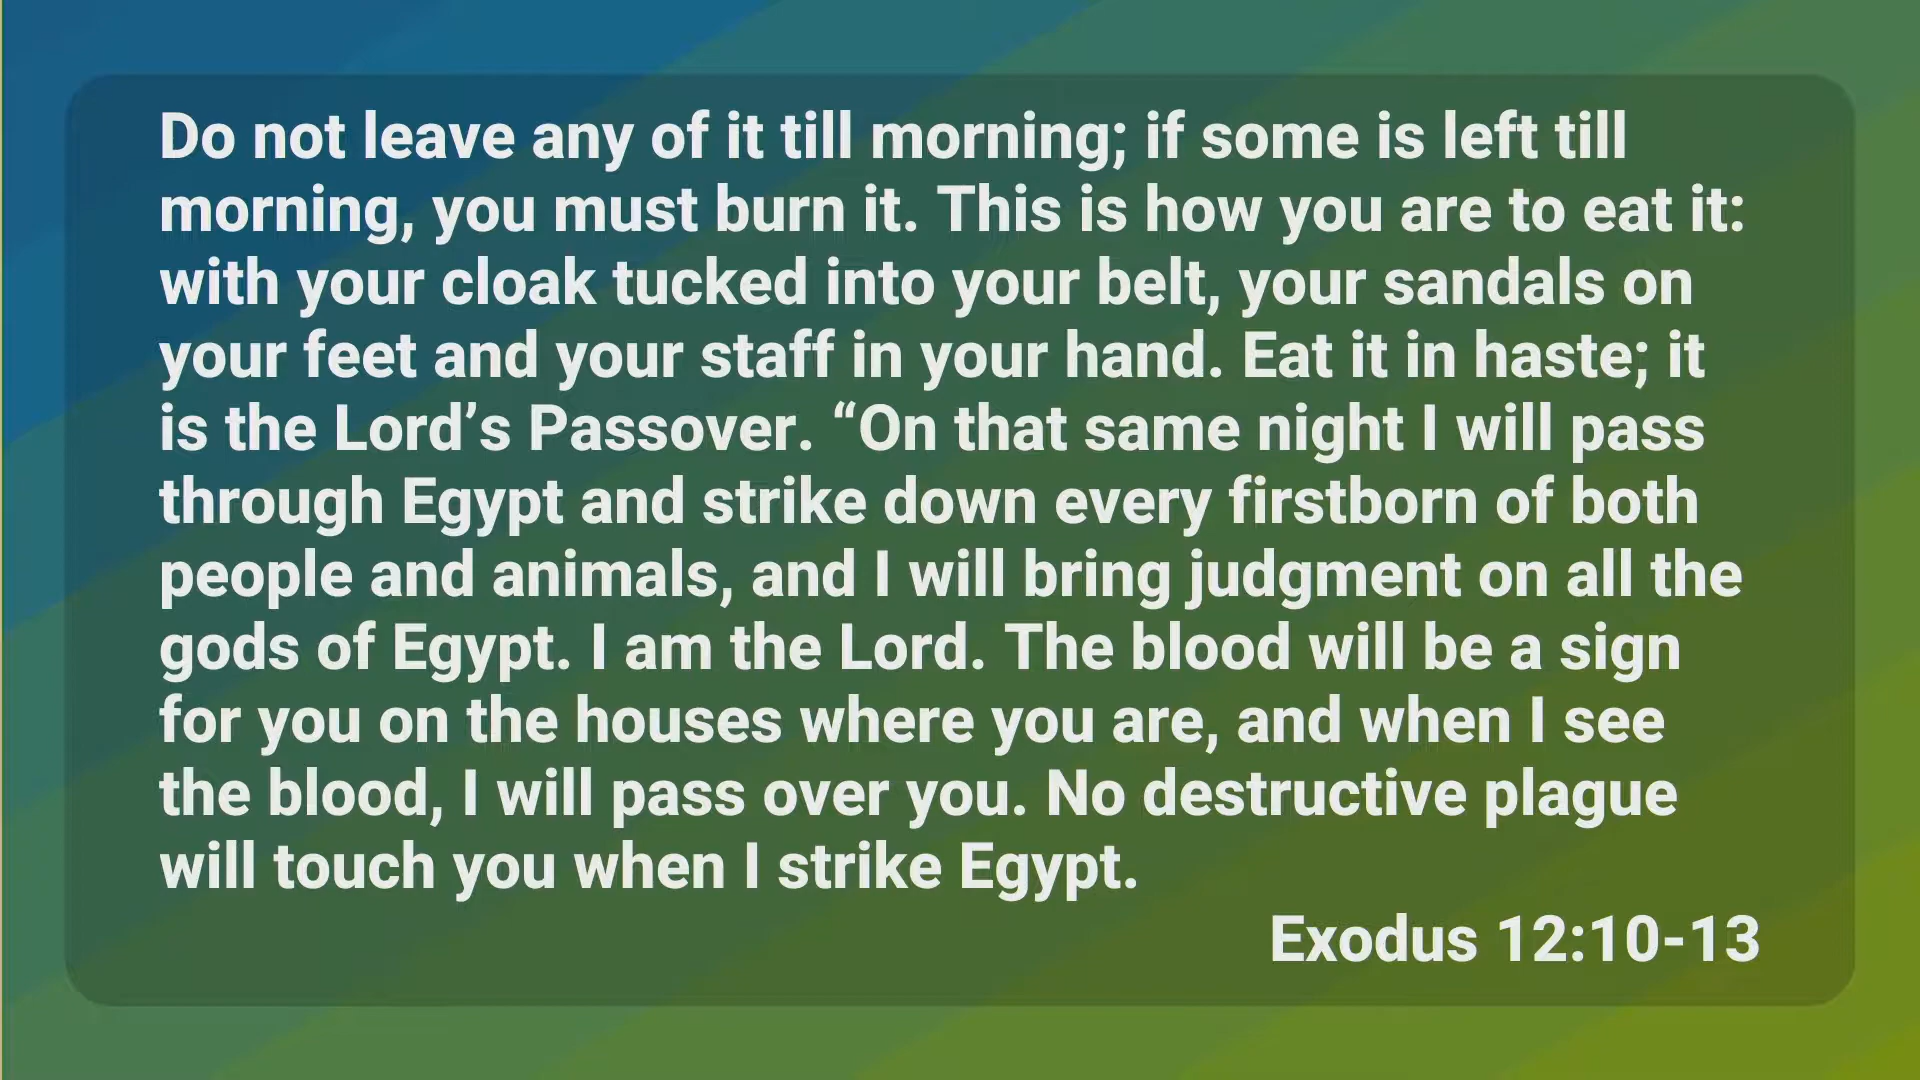 Do not leave any of it till morning; if some is left till
morning, you must burn it. This is how you are to eat it:
with your cloak tucked into your belt, your sandals on
your feet and your staff in your hand. Eat it in haste; it
is the Lord’s Passover. “On that same night I will pass
through Egypt and strike down every firstborn of both
people and animals, and I will bring judgment on all the
gods of Egypt. I am the Lord. The blood will be a sign
for you on the houses where you are, and when I see
the blood, I will pass over you. No destructive plague
will touch you when I strike Egypt.
Exodus 12:10-13